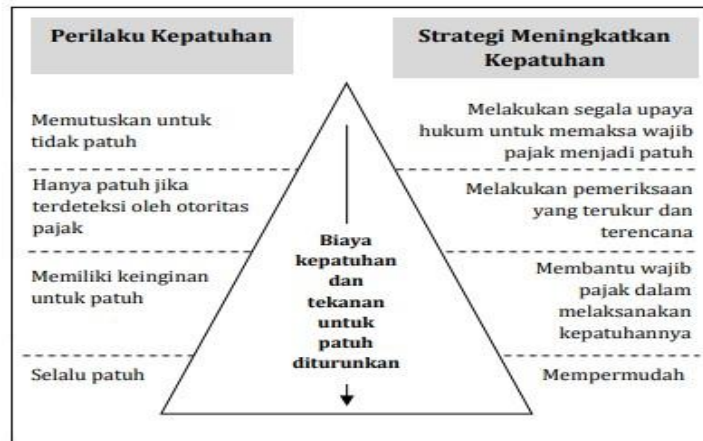 Perilaku Kepatuhan
Strategi Meningkatkan
Kepatuhan
Memutuskan untuk
tidak patuh
Melakukan segala upaya
hukum untuk memaksa wajib
pajak menjadi patuh
Hanya patuh jika
terdeteksi oleh otoritas
pajak
Melakukan pemeriksaan
yang terukur dan
terencana
Memiliki keinginan
untuk patuh
Biaya
kepatuhan
dan
tekanan
untuk
patuh
diturunkan
Membantu wajib
pajak dalam
melaksanakan
kepatuhannya
Selalu patuh
Mempermudah